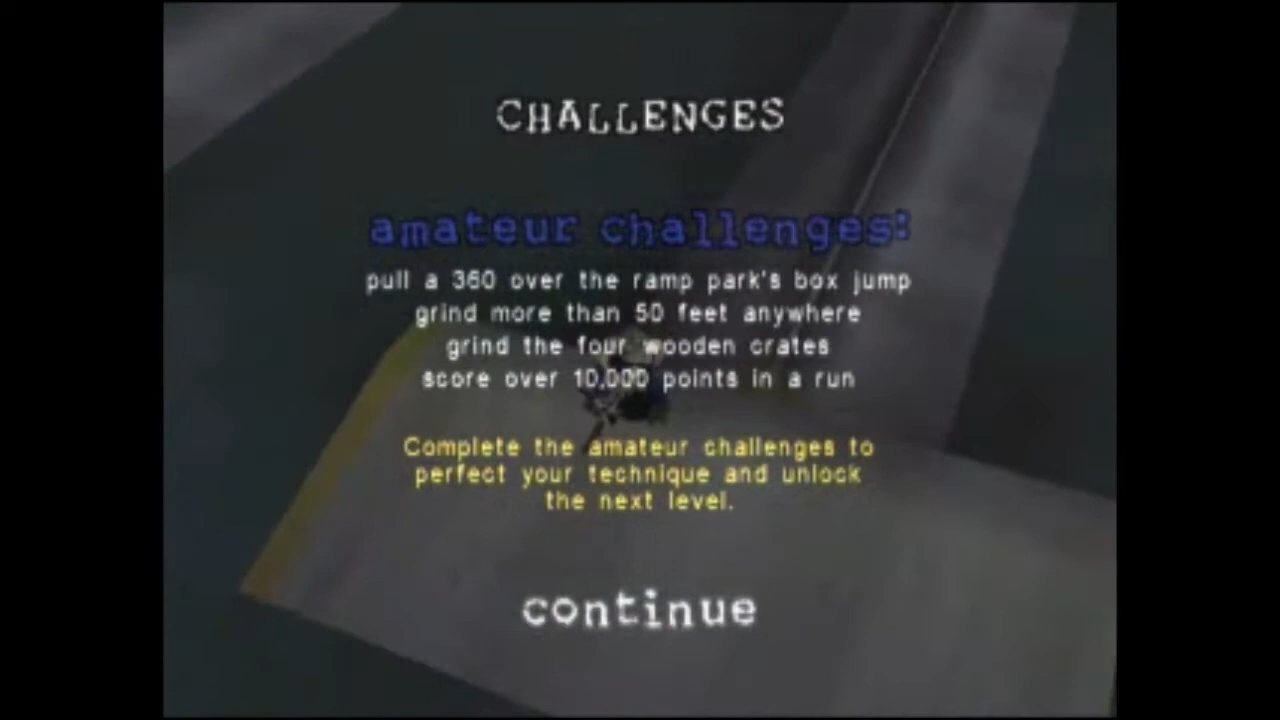 CHALLENGES
amateur challenges:
pull a 360 over the ramp park's box jump
grind more than 50 feet anywhere
grind the four wooden crates
score over 10,000 points in a run
Complete the amateur challenges to
perfect your technique and unlock
the next level.
continue